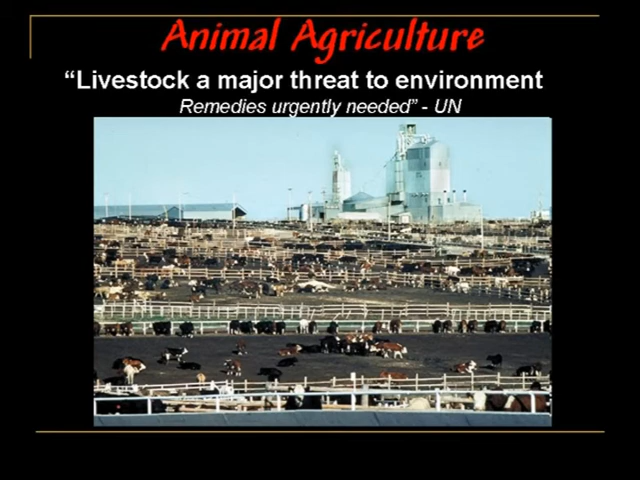 Animal Agriculture
“Livestock a major threat to environment
Remedies urgently needed” - UN